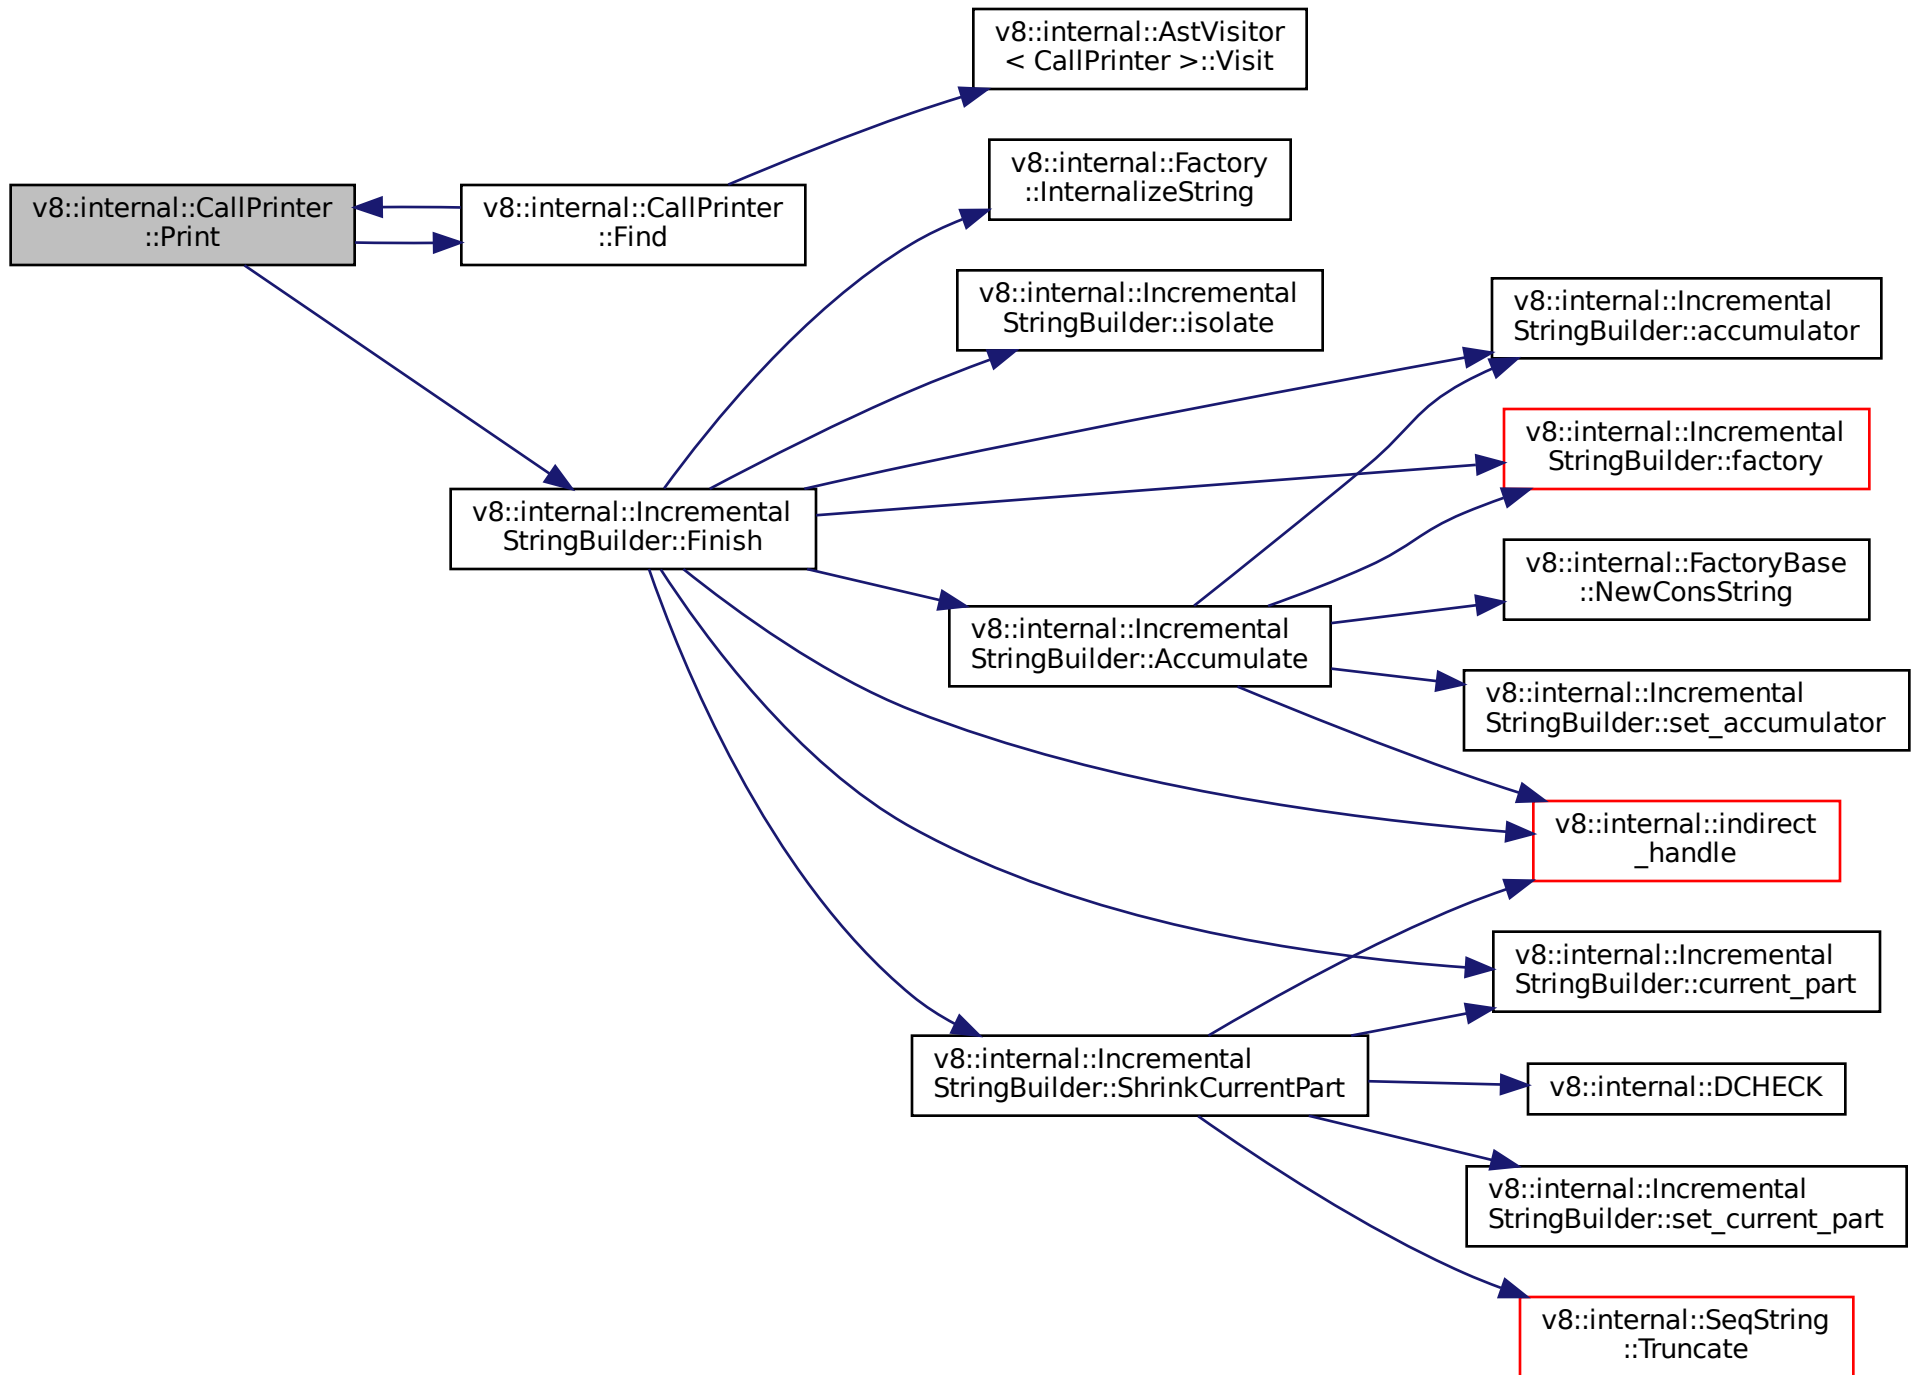 v8::internal::AstVisitor
< CallPrinter >::Visit
v8::internal::Factory
::InternalizeString
v8::internal::CallPrinter
::Print
v8::internal::CallPrinter
::Find
v8::internal::Incremental
StringBuilder::isolate
v8::internal::Incremental
StringBuilder::accumulator
v8::internal::Incremental
StringBuilder::factory
v8::internal::Incremental
StringBuilder::Finish
v8::internal::FactoryBase
::NewConsString
v8::internal::Incremental
StringBuilder::Accumulate
v8::internal::Incremental
StringBuilder::set_accumulator
v8::internal::indirect
_handle
v8::internal::Incremental
StringBuilder::current_part
v8::internal::Incremental
StringBuilder::ShrinkCurrentPart
v8::internal::DCHECK
v8::internal::Incremental
StringBuilder::set_current_part
v8::internal::SeqString
::Truncate